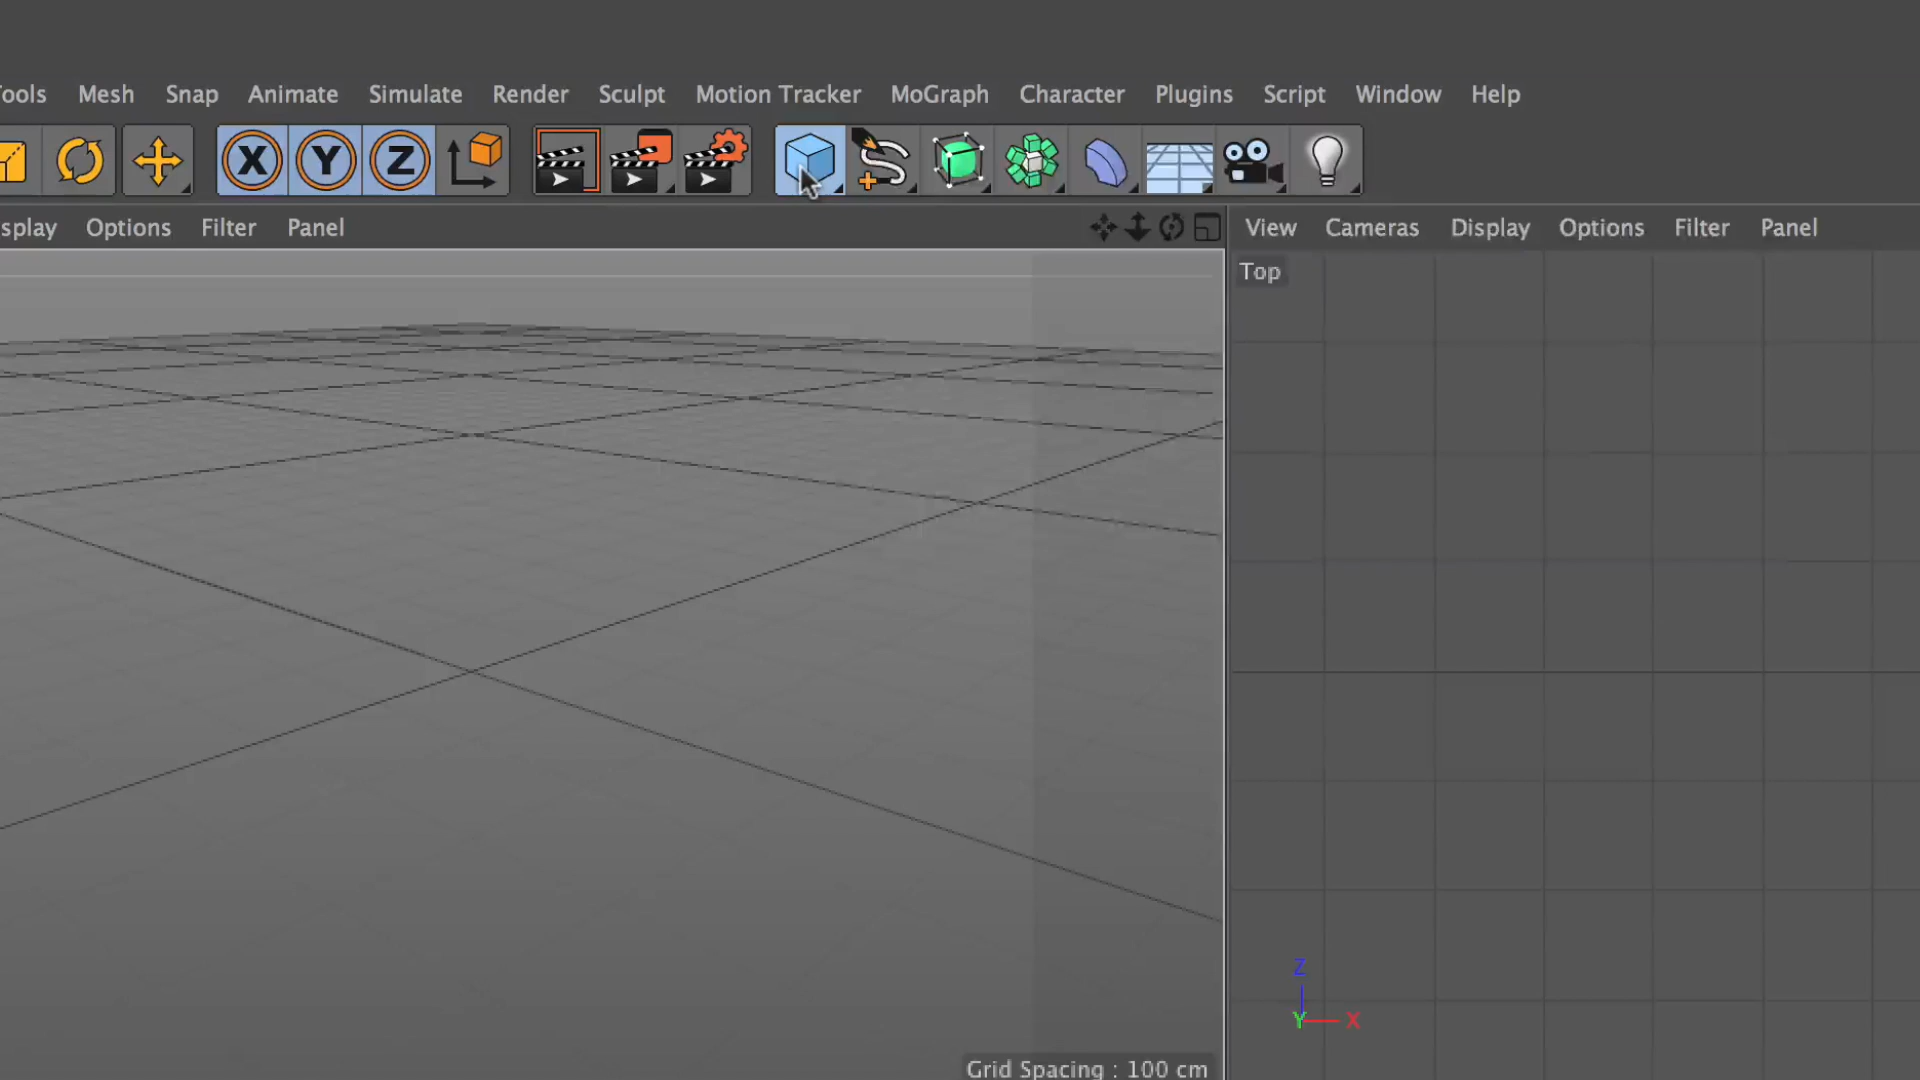 ools Mesh Snap Animate Simulate Render Sculpt Motion Tracker MoGraph Character Plugins Script Window Help
X Y Z
splay Options Filter Panel
View Cameras Display Options Filter Panel
Top
Z
Y X
Grid Spacing : 100 cm